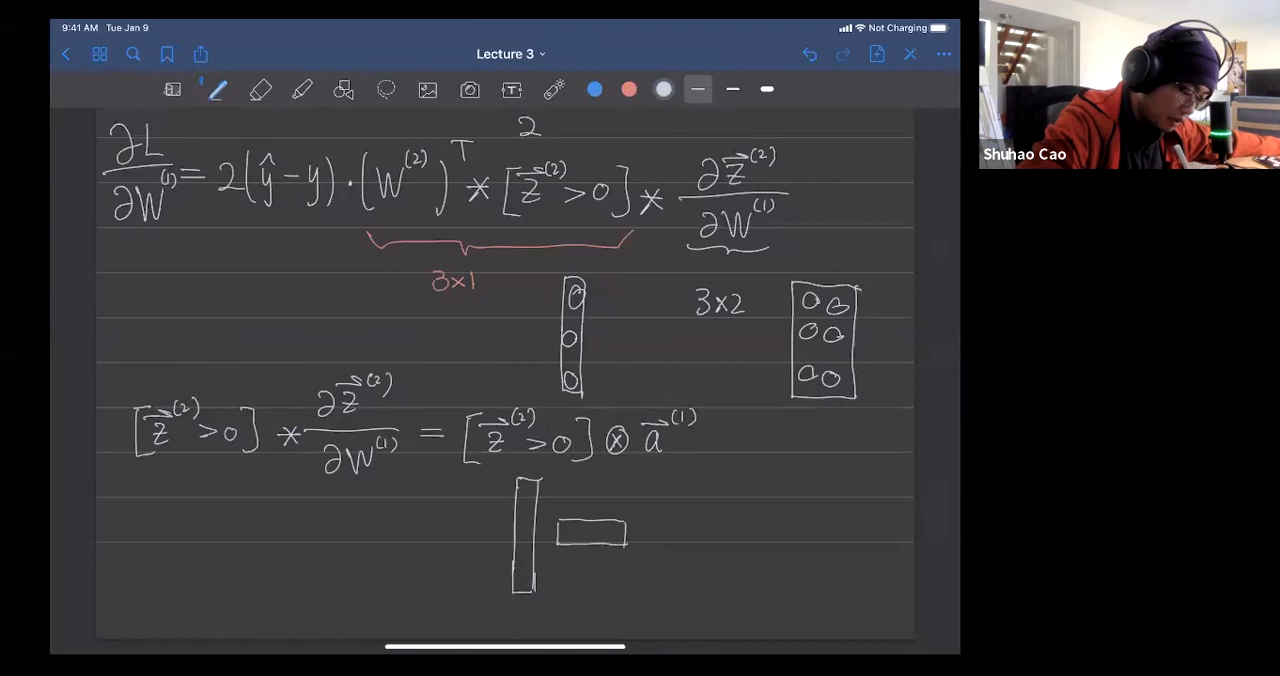 9:41 AM Tue Jan 9
Not Charging
Lecture 3
Shuhao Cao
2
∂L/∂W⁽¹⁾ = 2(ŷ − y) · (W⁽²⁾)ᵀ * [z⃗⁽²⁾ > 0] * ∂z⃗⁽²⁾/∂W⁽¹⁾
3×1
3×2
[z⃗⁽²⁾ > 0] * ∂z⃗⁽²⁾/∂W⁽¹⁾ = [z⃗⁽²⁾ > 0] ⊗ a⃗⁽¹⁾